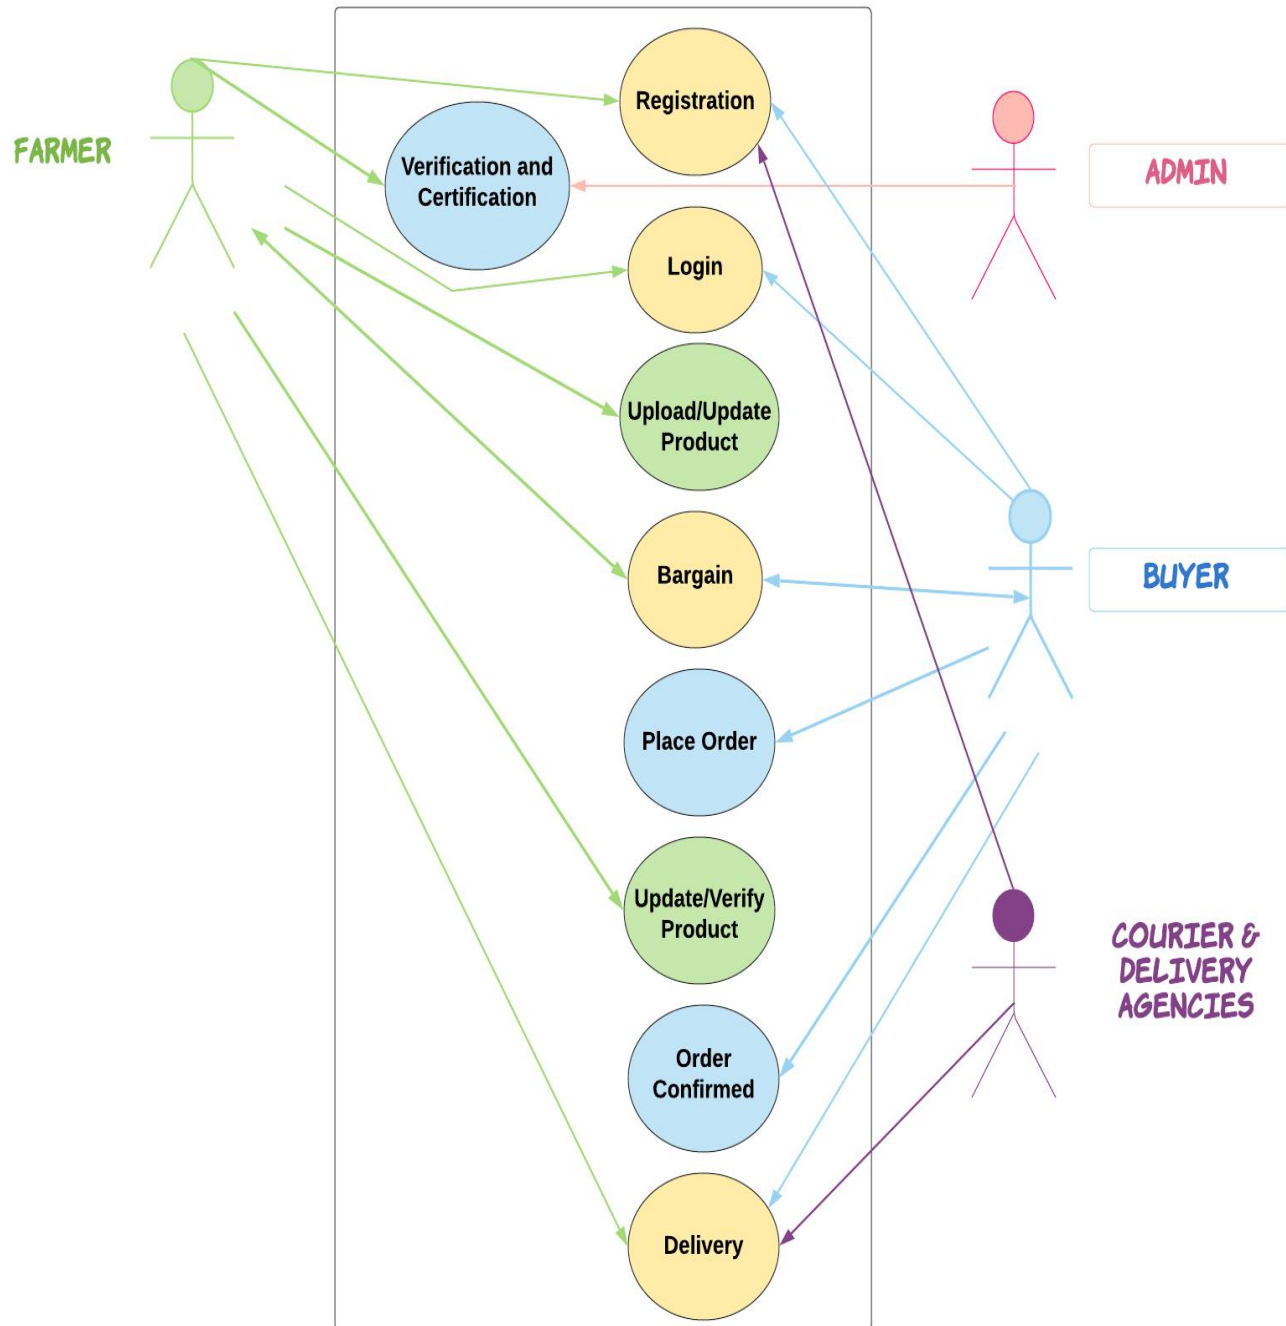 Registration
FARMER
Verification and
Certification
ADMIN
Login
Upload/Update
Product
Bargain
BUYER
Place Order
Update/Verify
Product
COURIER &
DELIVERY
AGENCIES
Order
Confirmed
Delivery